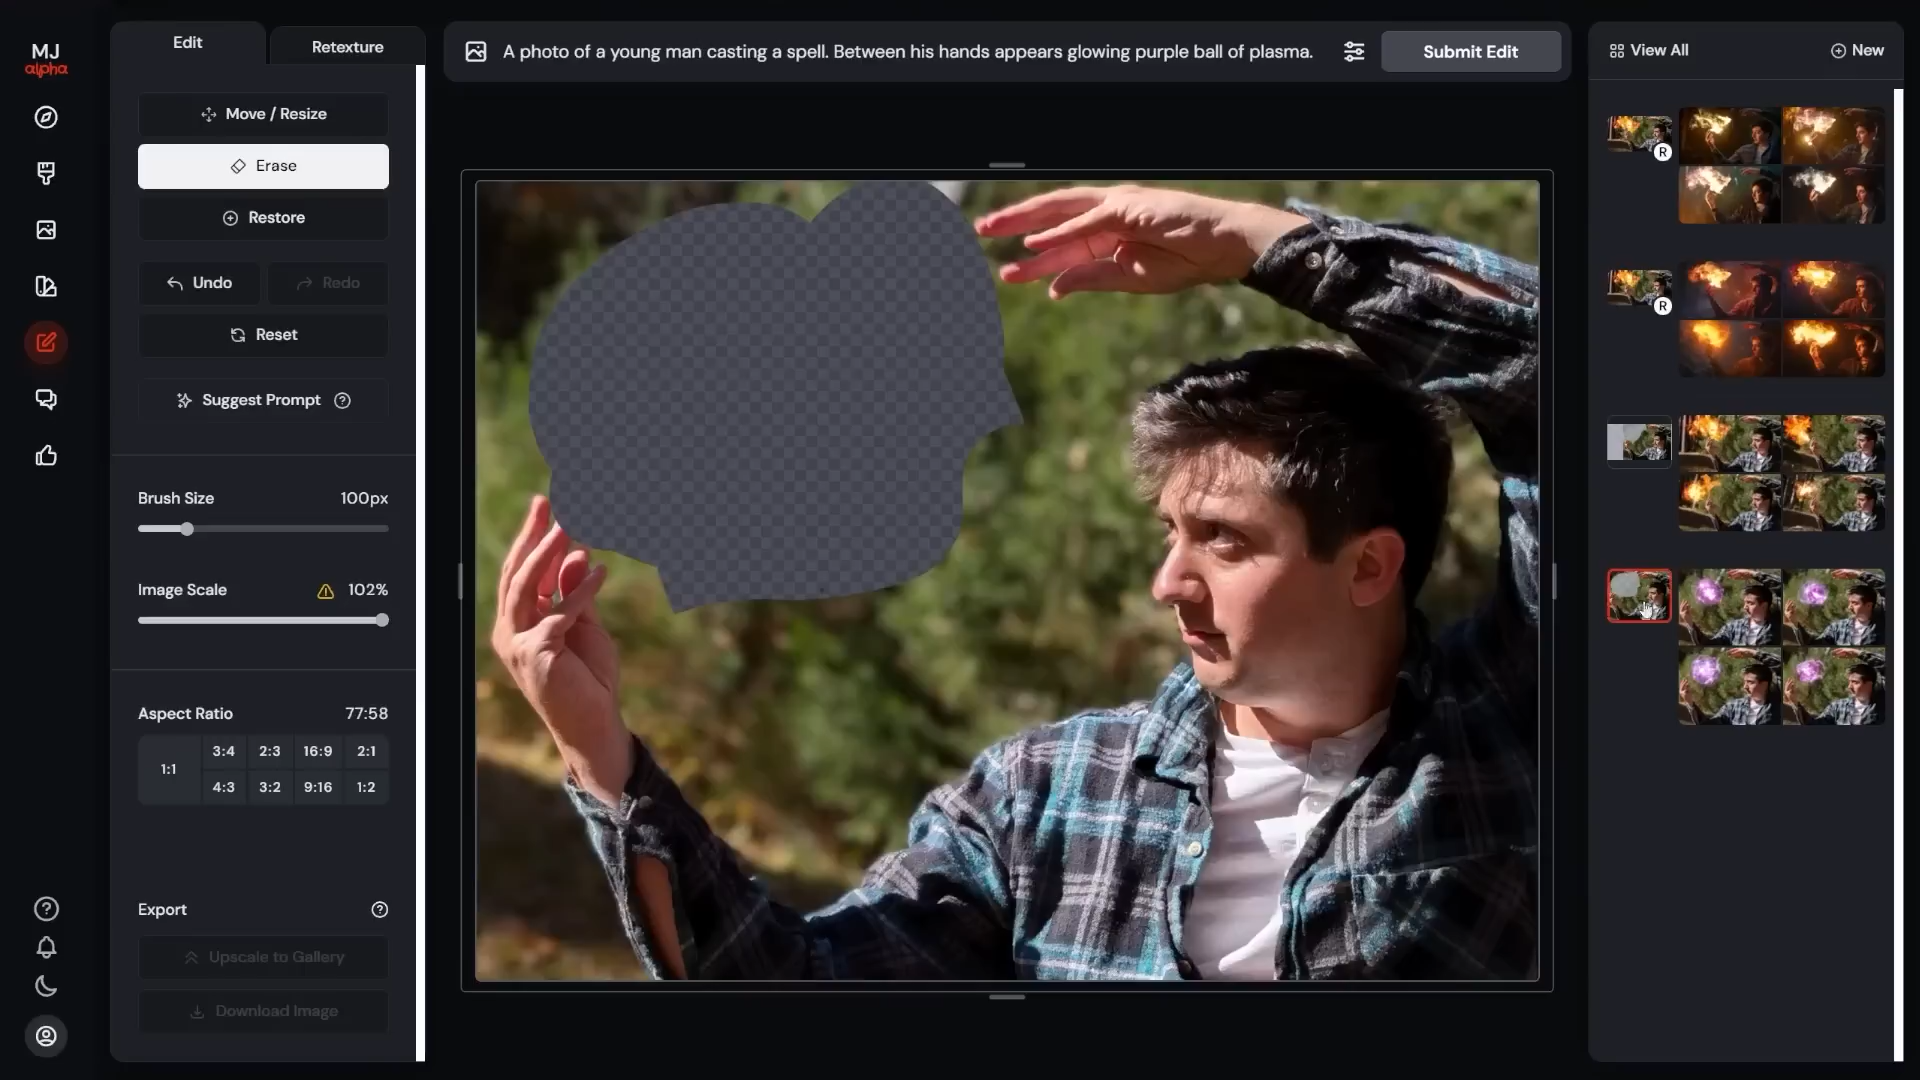 MJ
alpha
Edit
Retexture
Move / Resize
Erase
Restore
Undo
Redo
Reset
Suggest Prompt
Brush Size
100px
Image Scale
102%
Aspect Ratio
77:58
1:1
3:4
2:3
16:9
2:1
4:3
3:2
9:16
1:2
Export
Upscale to Gallery
Download Image
A photo of a young man casting a spell. Between his hands appears glowing purple ball of plasma.
Submit Edit
View All
New
R
R